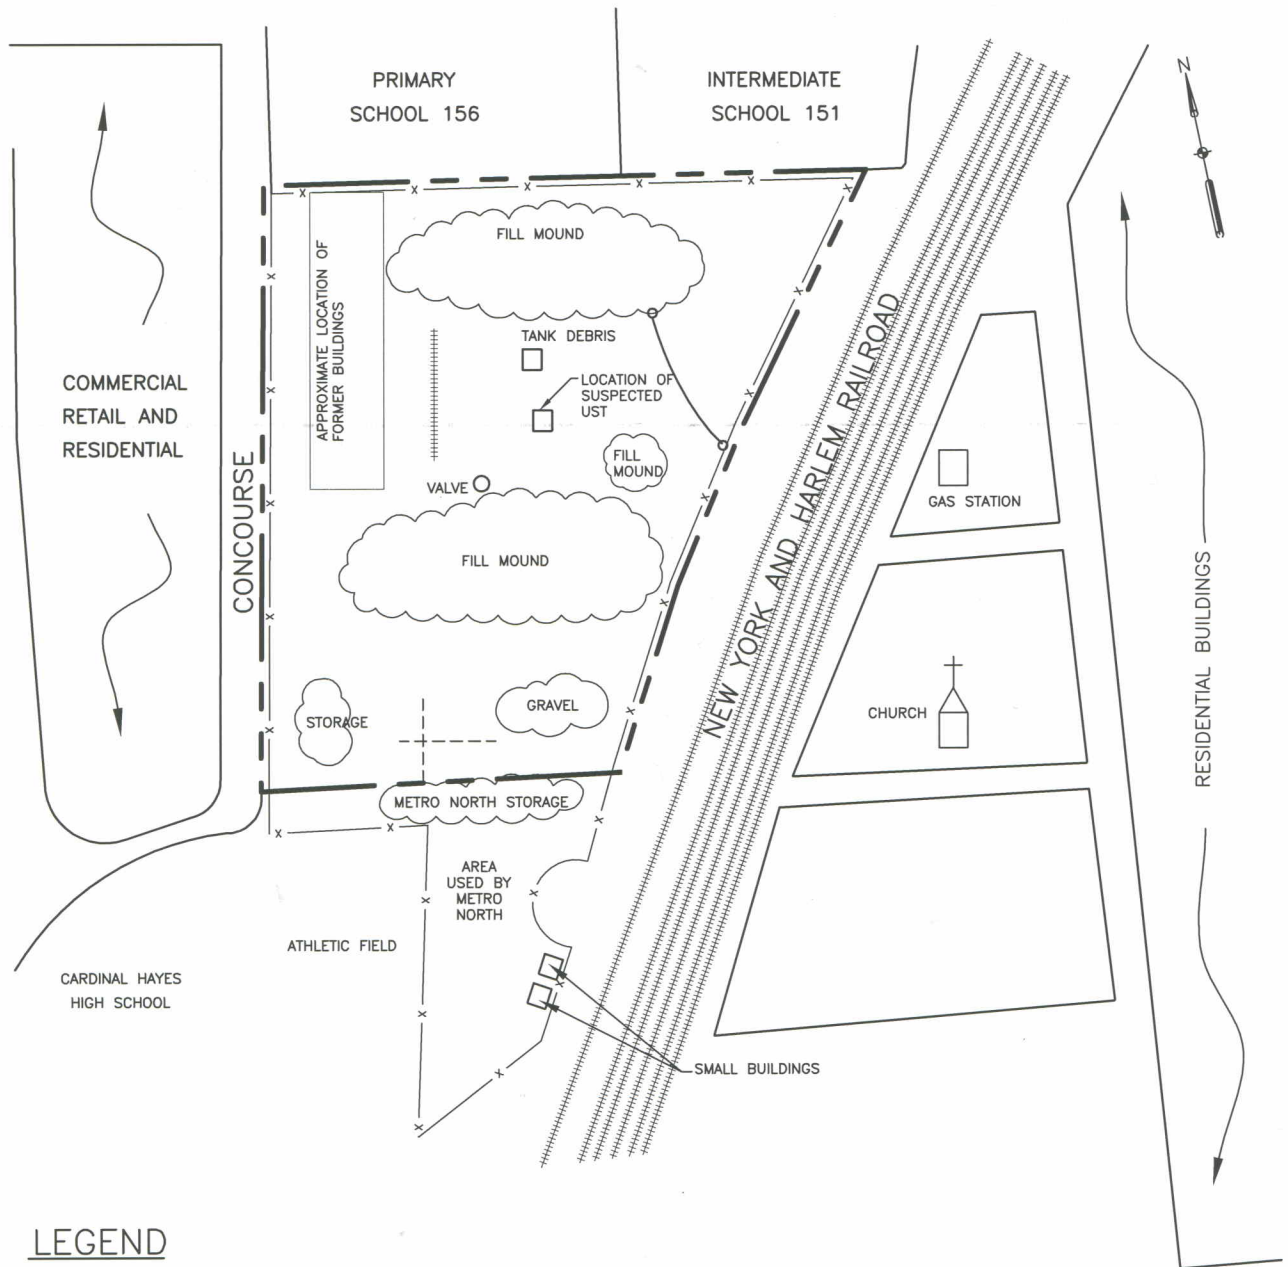 PRIMARY
SCHOOL 156
INTERMEDIATE
SCHOOL 151
N
FILL MOUND
APPROXIMATE LOCATION OF
FORMER BUILDINGS
TANK DEBRIS
LOCATION OF
SUSPECTED
UST
COMMERCIAL
RETAIL AND
RESIDENTIAL
CONCOURSE
FILL
MOUND
VALVE
FILL MOUND
NEW YORK AND HARLEM RAILROAD
GAS STATION
RESIDENTIAL BUILDINGS
STORAGE
GRAVEL
CHURCH
METRO NORTH STORAGE
AREA
USED BY
METRO
NORTH
ATHLETIC FIELD
CARDINAL HAYES
HIGH SCHOOL
SMALL BUILDINGS
LEGEND